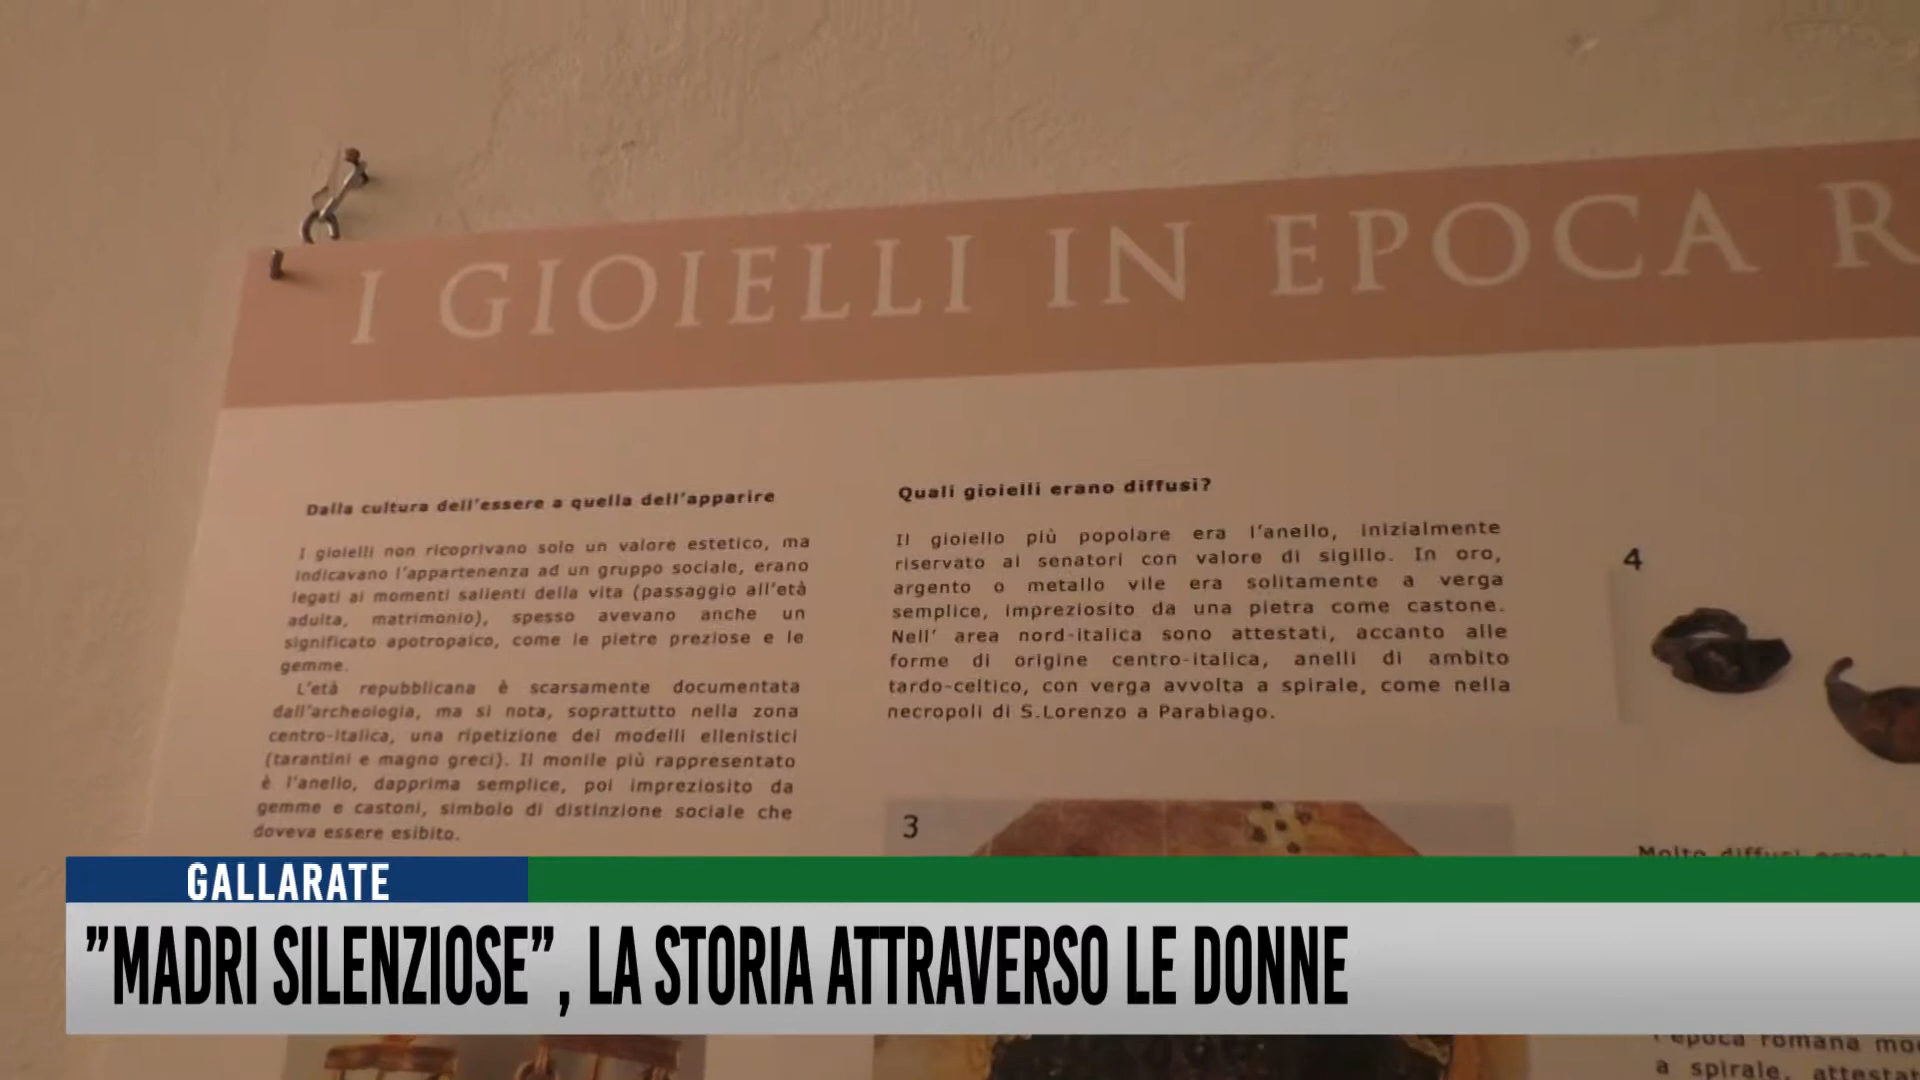 I GIOIELLI IN EPOCA R
Dalla cultura dell'essere a quella dell'apparire
I gioielli non ricoprivano solo un valore estetico, ma
indicavano l'appartenenza ad un gruppo sociale, erano
legati ai momenti salienti della vita (passaggio all'età
adulta, matrimonio), spesso avevano anche un
significato apotropaico, come le pietre preziose e le
gemme.
L'età repubblicana è scarsamente documentata
dall'archeologia, ma si nota, soprattutto nella zona
centro-italica, una ripetizione dei modelli ellenistici
(tarantini e magno greci). Il monile più rappresentato
è l'anello, dapprima semplice, poi impreziosito da
gemme e castoni, simbolo di distinzione sociale che
doveva essere esibito.
Quali gioielli erano diffusi?
Il gioiello più popolare era l'anello, inizialmente
riservato ai senatori con valore di sigillo. In oro,
argento o metallo vile era solitamente a verga
semplice, impreziosito da una pietra come castone.
Nell' area nord-italica sono attestati, accanto alle
forme di origine centro-italica, anelli di ambito
tardo-celtico, con verga avvolta a spirale, come nella
necropoli di S.Lorenzo a Parabiago.
3
4
Molto diffusi erano
l'epoca romana mo
a spirale, attestat
GALLARATE
"MADRI SILENZIOSE", LA STORIA ATTRAVERSO LE DONNE